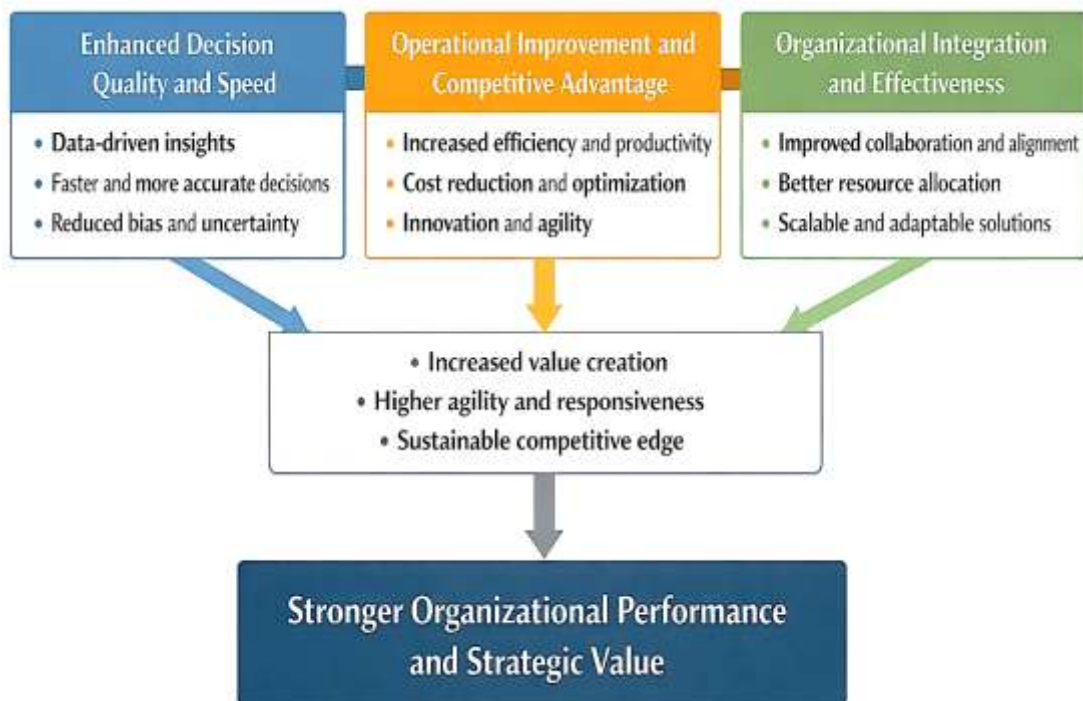 Enhanced Decision
Quality and Speed
• Data-driven insights
• Faster and more accurate decisions
• Reduced bias and uncertainty
Operational Improvement and
Competitive Advantage
• Increased efficiency and productivity
• Cost reduction and optimization
• Innovation and agility
Organizational Integration
and Effectiveness
• Improved collaboration and alignment
• Better resource allocation
• Scalable and adaptable solutions
• Increased value creation
• Higher agility and responsiveness
• Sustainable competitive edge
Stronger Organizational Performance
and Strategic Value